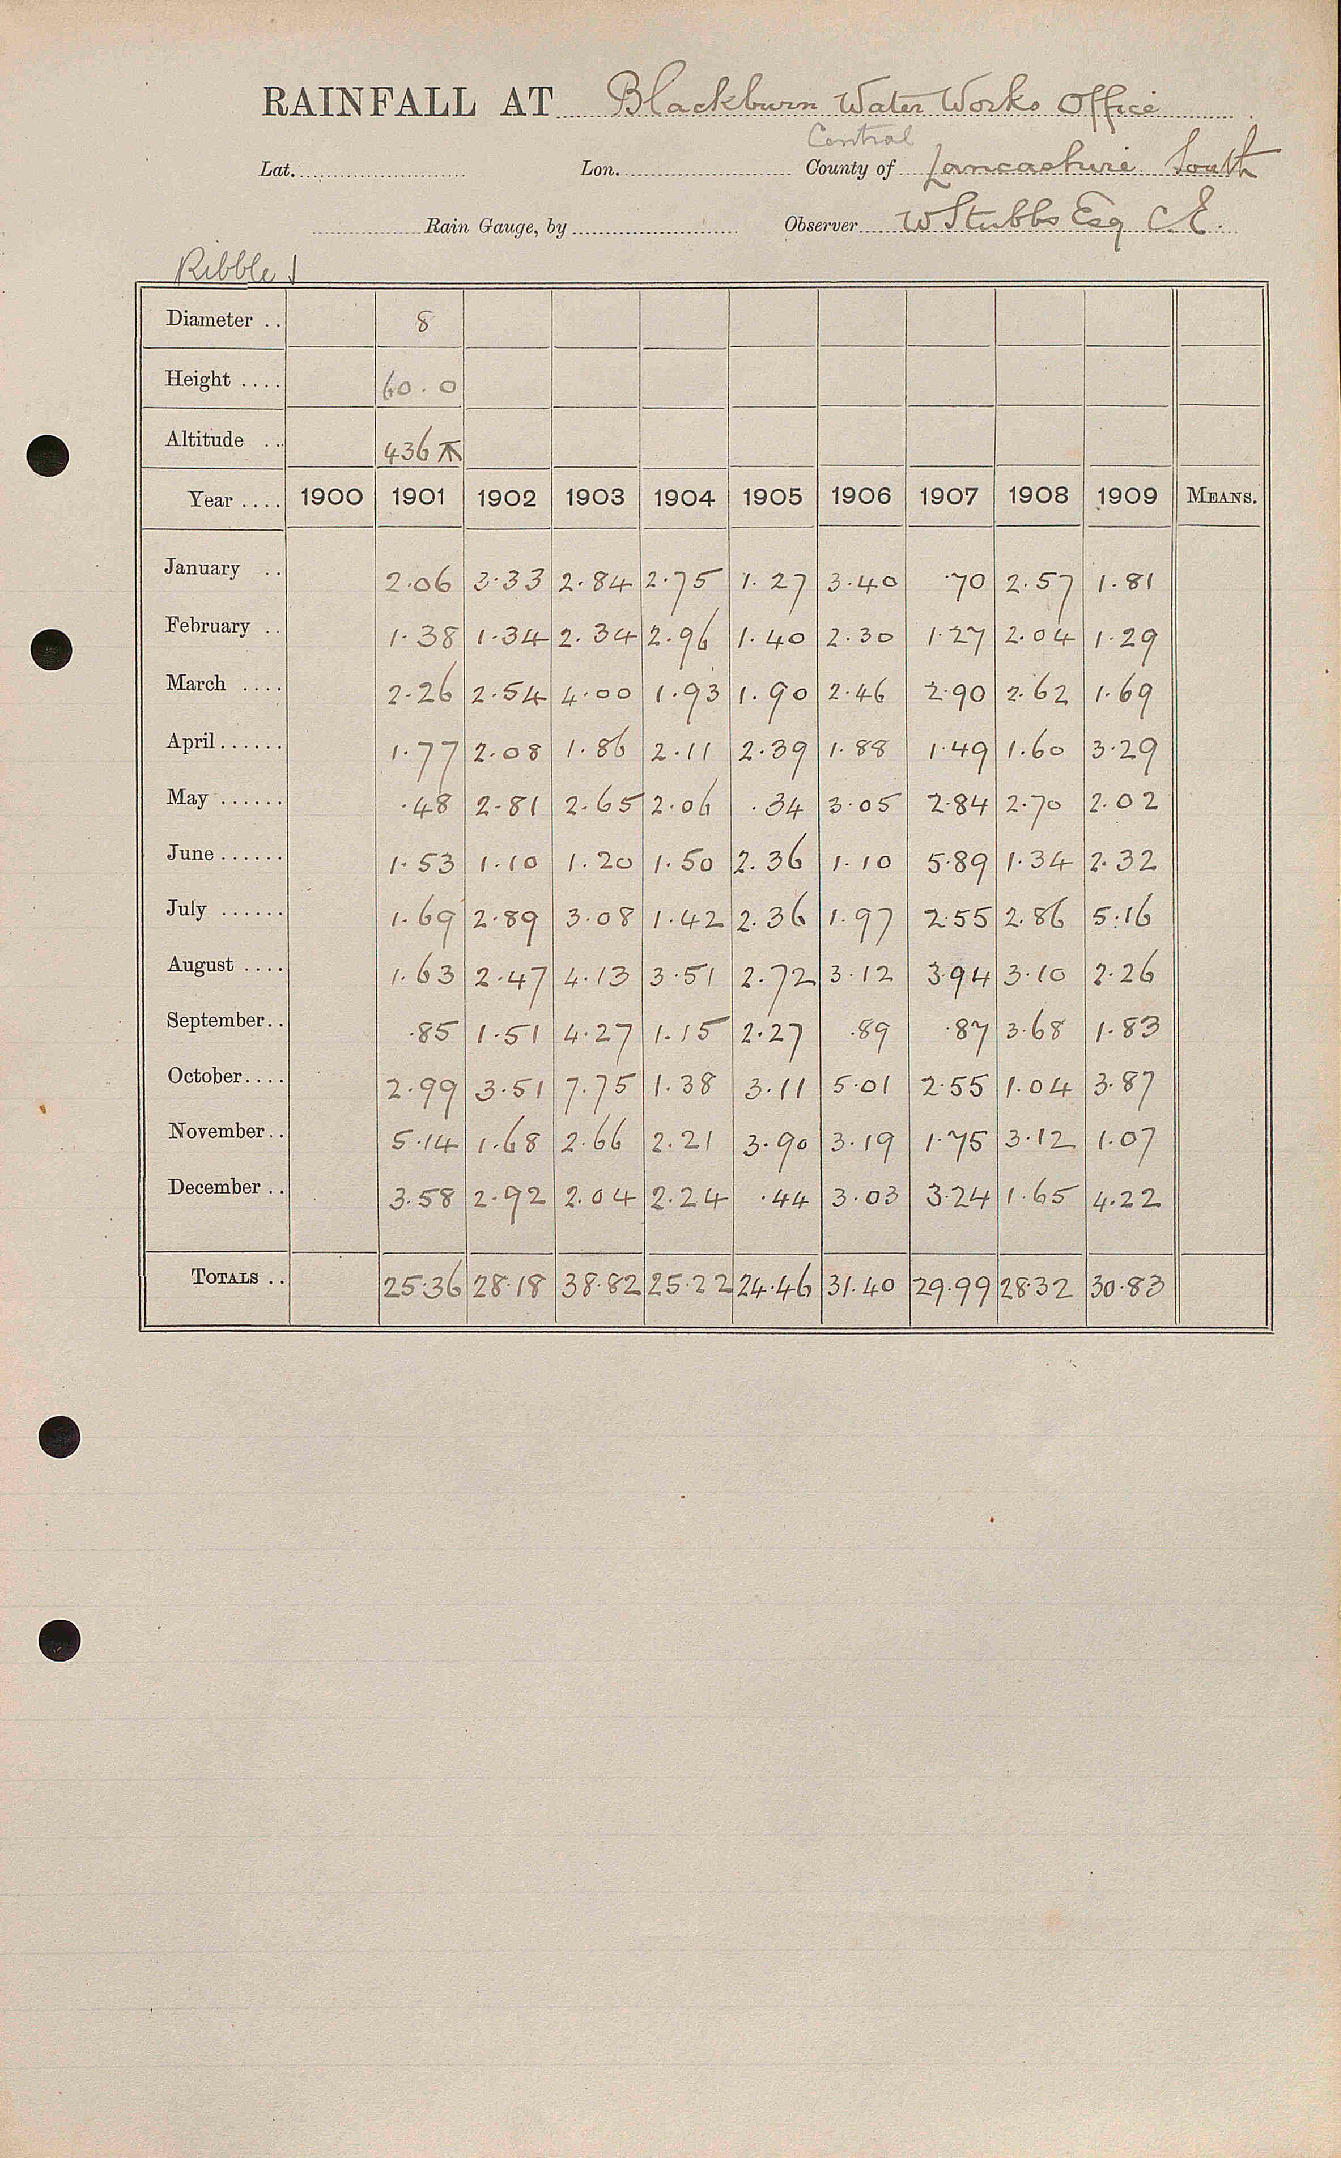 RAINFALL AT Blackburn Water Works Office
Central
Lat. Lon. County of Lancashire South
Rain Gauge, by Observer W Stubbs Esq C.E.
Ribble
Diameter .. 8
Height .... 60.0
Altitude ... 436
Year .... 1900 1901 1902 1903 1904 1905 1906 1907 1908 1909 MEANS.
January .. 2.06 3.33 2.84 2.75 1.27 3.40 .70 2.57 1.81
February .. 1.38 1.34 2.34 2.96 1.40 2.30 1.27 2.04 1.29
March .... 2.26 2.54 4.00 1.93 1.90 2.46 2.90 2.62 1.69
April...... 1.77 2.08 1.86 2.11 2.39 1.88 1.49 1.60 3.29
May ...... .48 2.81 2.65 2.06 .34 3.05 2.84 2.70 2.02
June...... 1.53 1.10 1.20 1.50 2.36 1.10 5.89 1.34 2.32
July ...... 1.69 2.89 3.08 1.42 2.36 1.97 2.55 2.86 5.16
August .... 1.63 2.47 4.13 3.51 2.72 3.12 3.94 3.10 2.26
September.. .85 1.51 4.27 1.15 2.27 .89 .87 3.68 1.83
October.... 2.99 3.51 7.75 1.38 3.11 5.01 2.55 1.04 3.87
November.. 5.14 1.68 2.66 2.21 3.90 3.19 1.75 3.12 1.07
December .. 3.58 2.92 2.04 2.24 .44 3.03 3.24 1.65 4.22
TOTALS .. 25.36 28.18 38.82 25.22 24.46 31.40 29.99 28.32 30.83